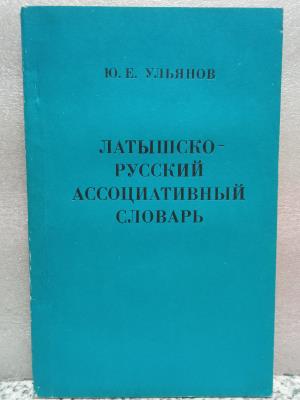 Ю. Е. УЛЬЯНОВ
ЛАТЫШСКО-
РУССКИЙ
АССОЦИАТИВНЫЙ
СЛОВАРЬ